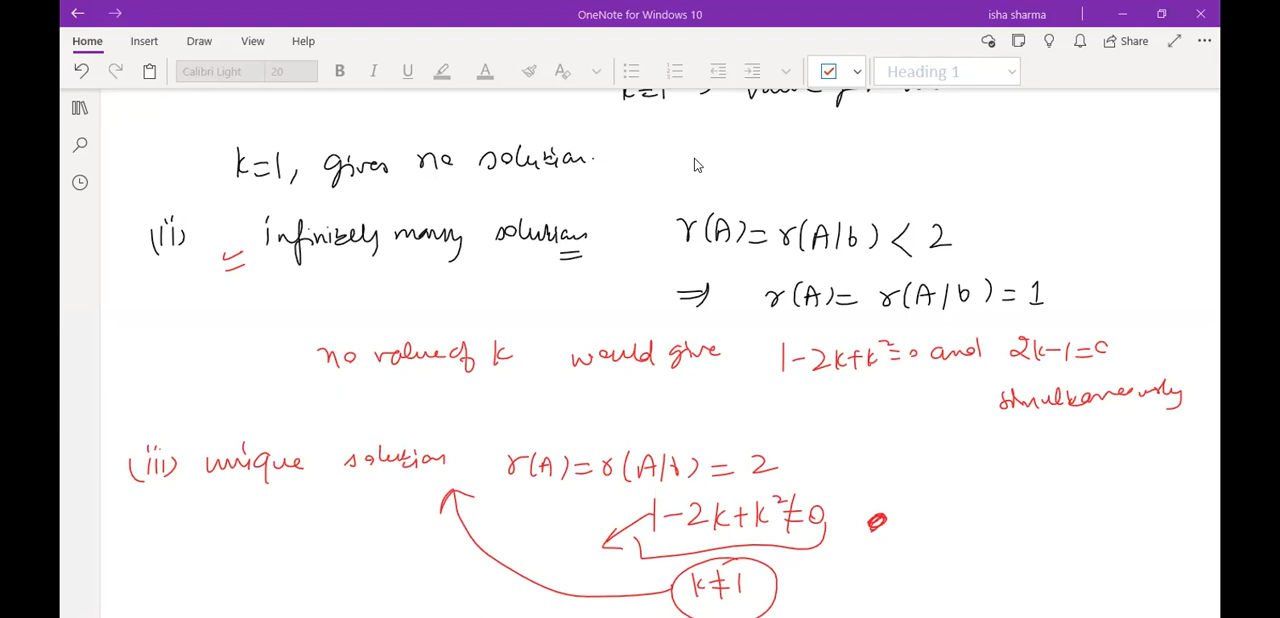 OneNote for Windows 10
isha sharma
Home Insert Draw View Help
Share
Calibri Light 20 B I U A Heading 1
k=1
k=1, gives no solution.
(ii) infinitely many solution r(A)= r(A/b) < 2
⇒ r(A)= r(A/b)=1
no value of k would give 1-2k+k²=0 and 2k-1=0
simultaneously
(iii) unique solution r(A)=r(A/b) = 2
1-2k+k²≠0
k≠1